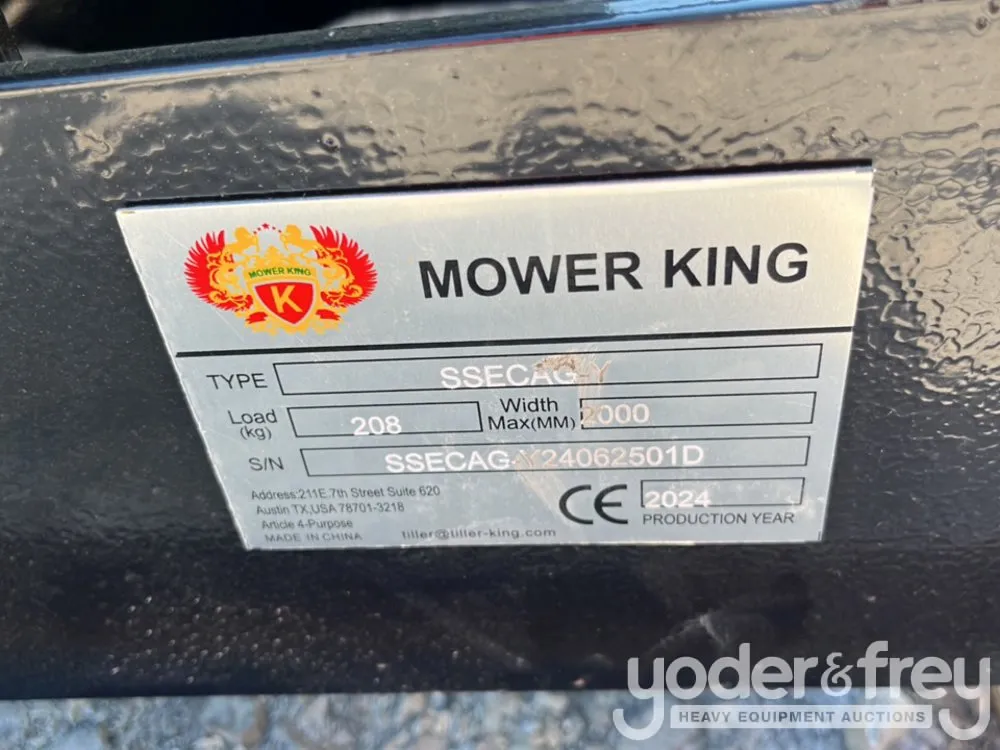 MOWER KING
K
MOWER KING
TYPE SSECAG-Y
Load (kg) 208 Width Max(MM) 2000
S/N SSECAG-Y24062501D
Address:211E.7th Street Suite 620
Austin TX,USA 78701-3218
Article 4-Purpose
MADE IN CHINA
tiller@tiller-king.com
CE 2024
PRODUCTION YEAR
yoder&frey
HEAVY EQUIPMENT AUCTIONS